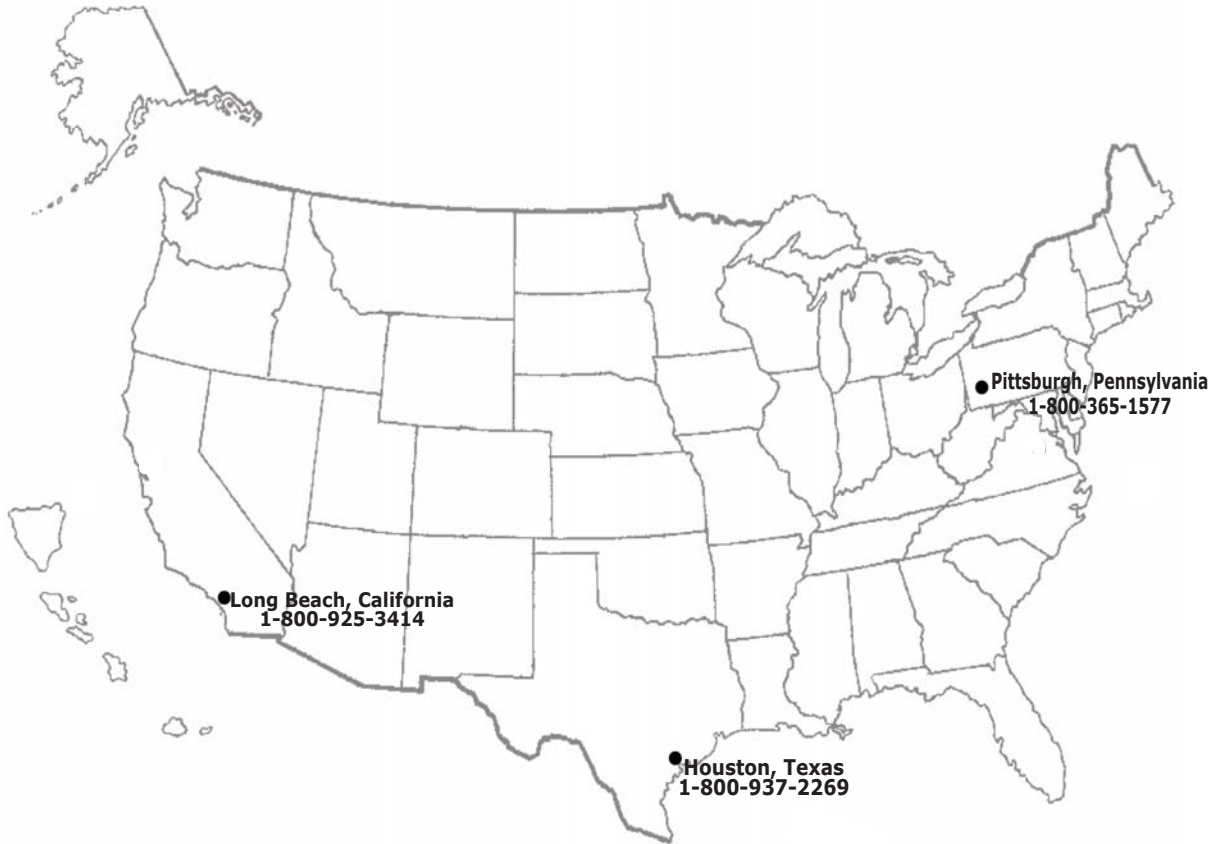 Pittsburgh, Pennsylvania
1-800-365-1577
Long Beach, California
1-800-925-3414
Houston, Texas
1-800-937-2269